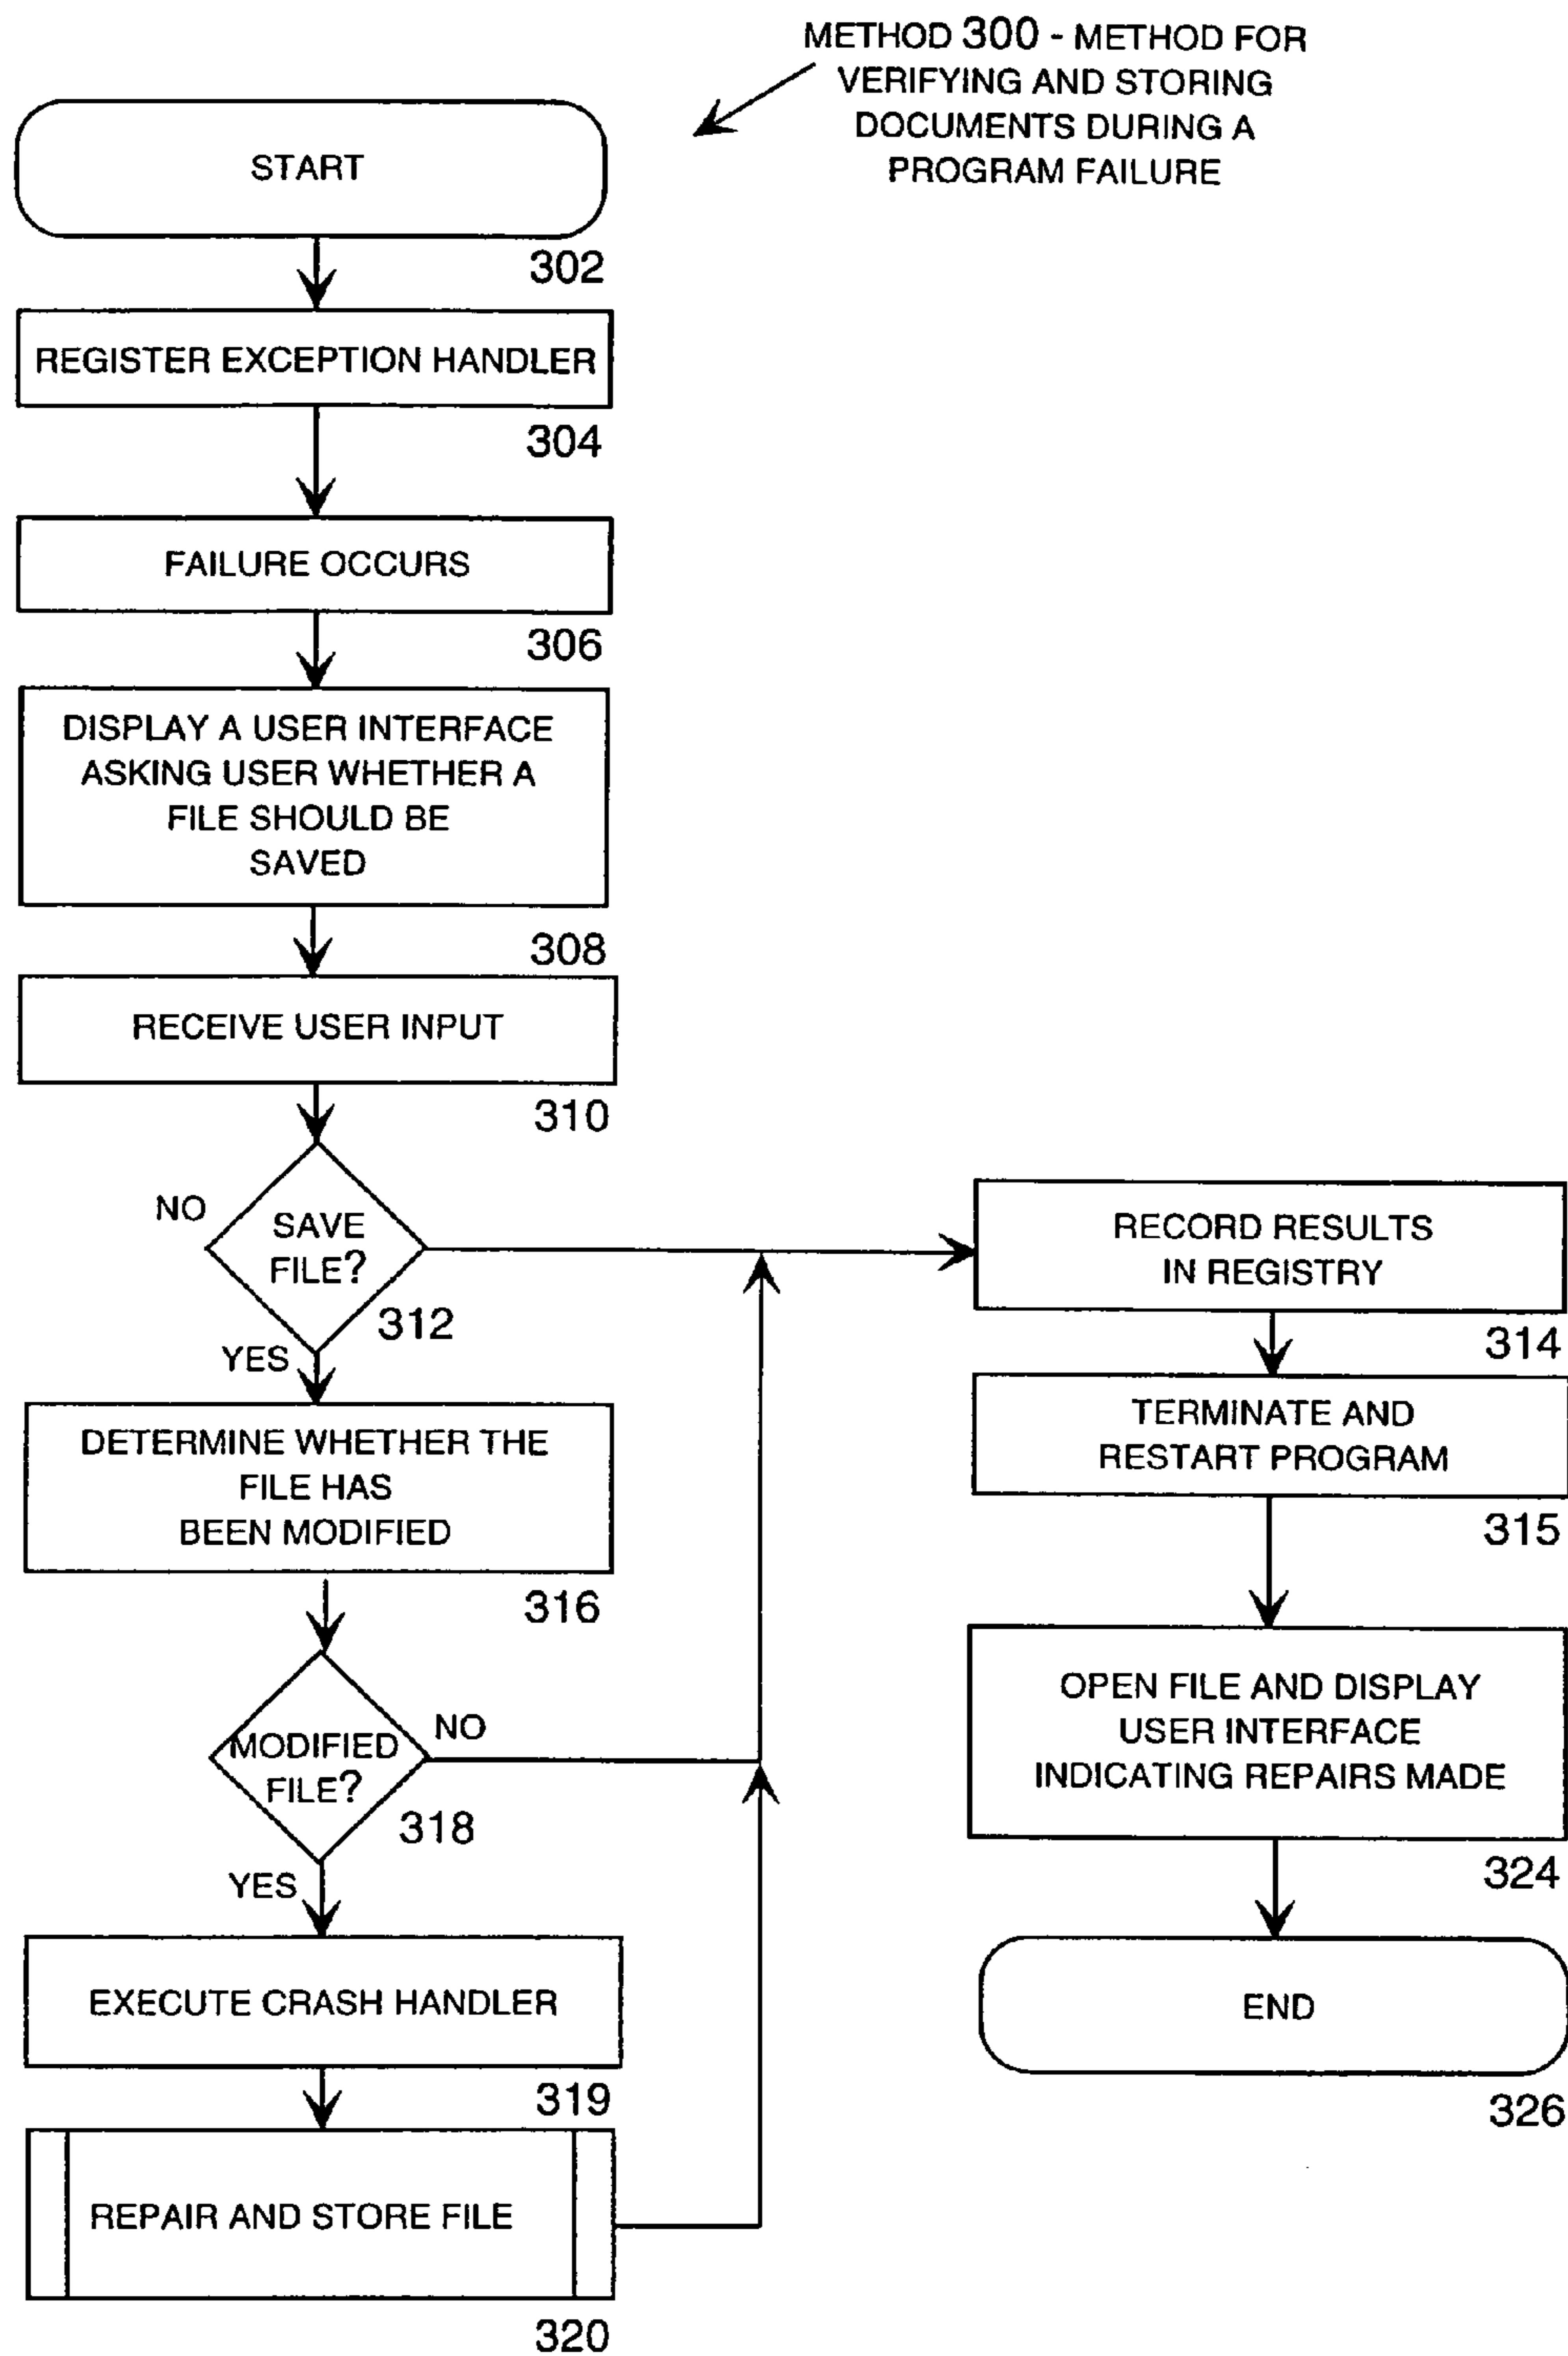 METHOD 300 - METHOD FOR
VERIFYING AND STORING
DOCUMENTS DURING A
PROGRAM FAILURE
START
302
REGISTER EXCEPTION HANDLER
304
FAILURE OCCURS
306
DISPLAY A USER INTERFACE
ASKING USER WHETHER A
FILE SHOULD BE
SAVED
308
RECEIVE USER INPUT
310
NO
SAVE
FILE?
312
YES
DETERMINE WHETHER THE
FILE HAS
BEEN MODIFIED
316
MODIFIED
FILE?
NO
318
YES
EXECUTE CRASH HANDLER
319
REPAIR AND STORE FILE
320
RECORD RESULTS
IN REGISTRY
314
TERMINATE AND
RESTART PROGRAM
315
OPEN FILE AND DISPLAY
USER INTERFACE
INDICATING REPAIRS MADE
324
END
326